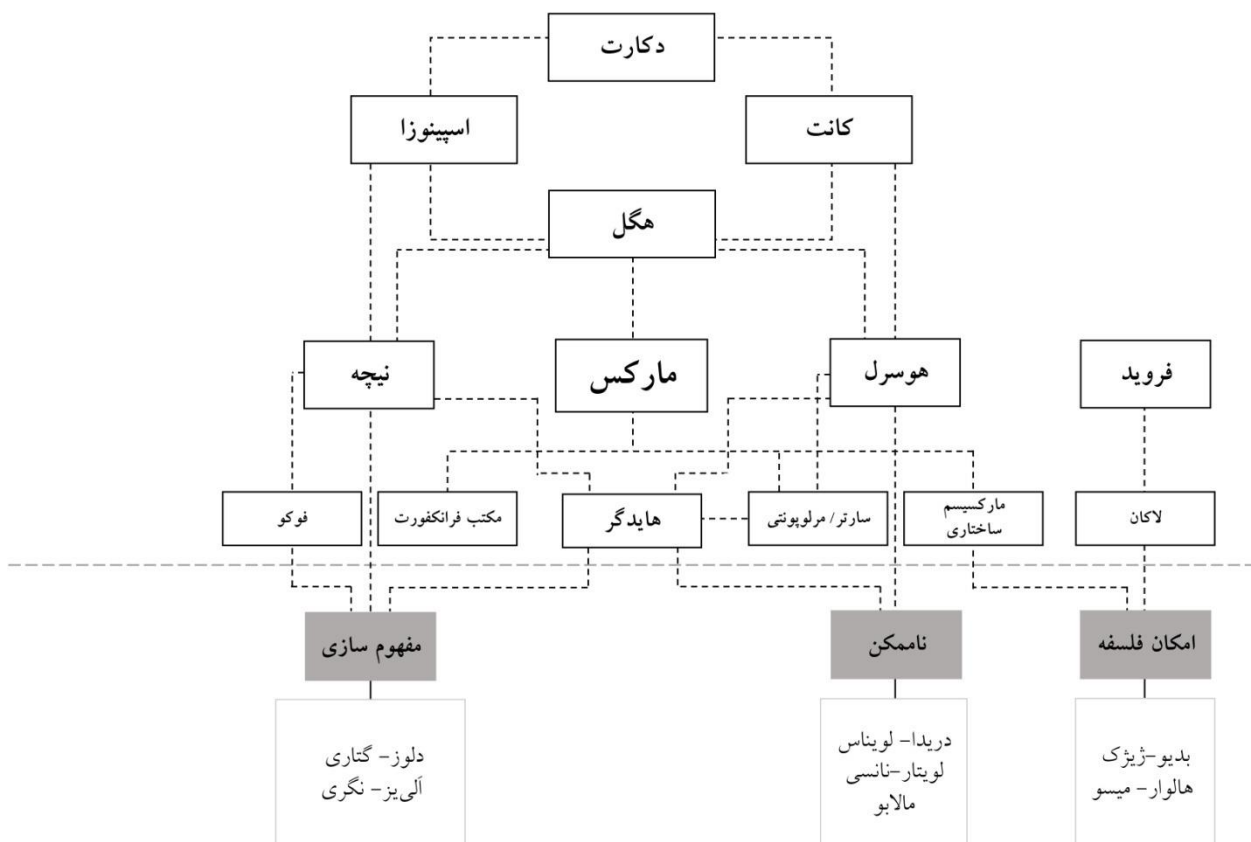 دکارت
کانت
اسپینوزا
هگل
فروید
هوسرل
مارکس
نیچه
لاکان
مارکسیسم
ساختاری
سارتر/ مرلوپونتی
هایدگر
مکتب فرانکفورت
فوکو
امکان فلسفه
ناممکن
مفهوم سازی
بدیو-ژیژک
هالوار- میسو
دریدا- لویناس
لویتار-نانسی
مالابو
دلوز- گتاری
آلی‌یز- نگری